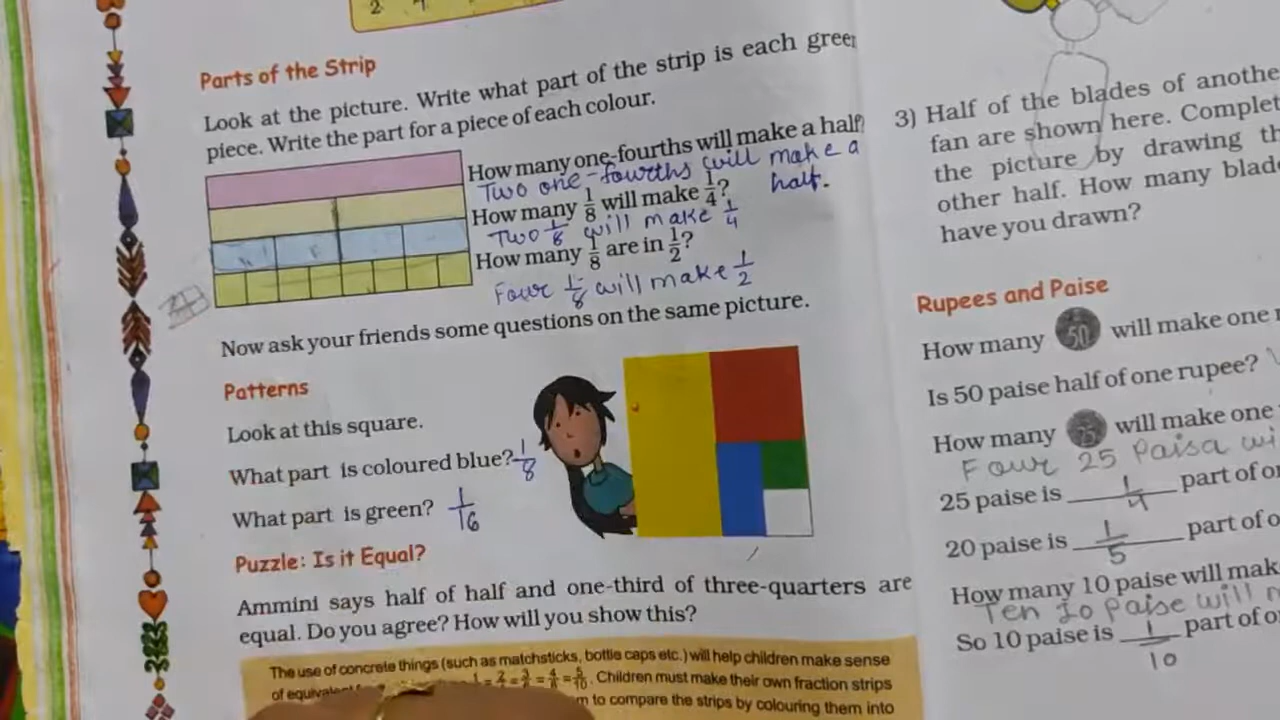 2
Parts of the Strip
Look at the picture. Write what part of the strip is each green
piece. Write the part for a piece of each colour.
How many one-fourths will make a half?
Two one-fourths will make a
half.
How many 1/8 will make 1/4?
Two 1/8 will make 1/4
How many 1/8 are in 1/2?
Four 1/8 will make 1/2
Now ask your friends some questions on the same picture.
Patterns
Look at this square.
What part is coloured blue? 1/8
What part is green? 1/16
Puzzle: Is it Equal?
Ammini says half of half and one-third of three-quarters are
equal. Do you agree? How will you show this?
The use of concrete things (such as matchsticks, bottle caps etc.) will help children make sense
of = 2/4 = 3/6 = 4/8 = 5/10. Children must make their own fraction strips
to compare the strips by colouring them into
3) Half of the blades of
fan are shown here.
the picture by drawing
other half. How many
have you drawn?
Rupees and Paise
How many 50 will make one
Is 50 paise half of one rupee?
How many 25 will make one
Four 25 Paisa
25 paise is 1/4 part of
20 paise is 1/5 part of
How many 10 paise will
Ten 10 Paise will
So 10 paise is 1/10 part of